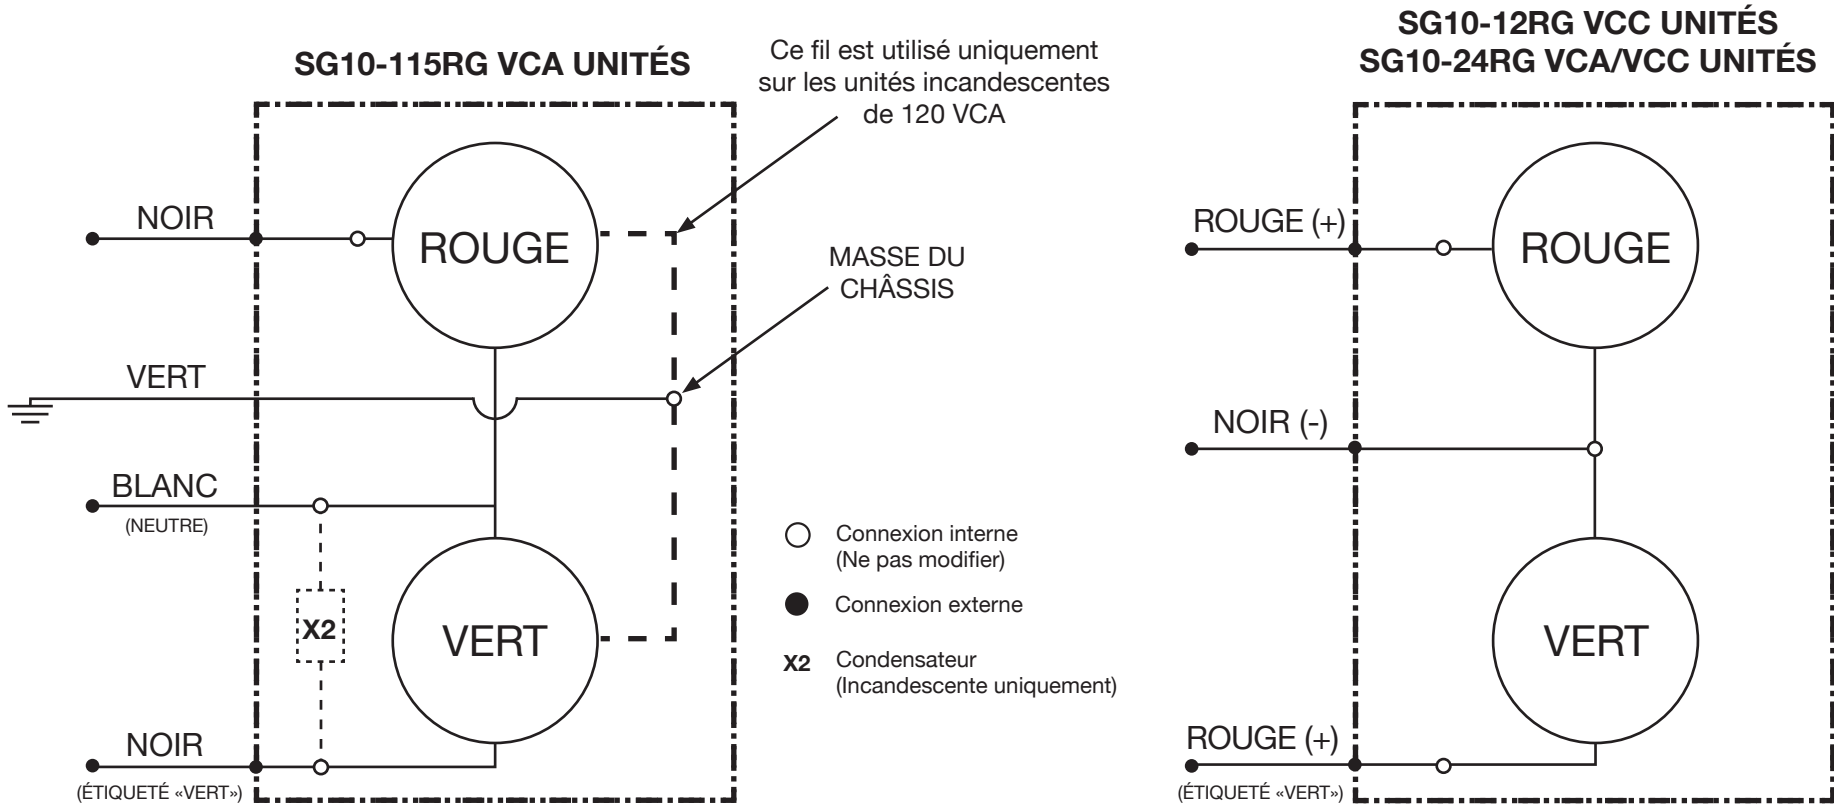 SG10-115RG VCA UNITÉS
Ce fil est utilisé uniquement
sur les unités incandescentes
de 120 VCA
NOIR
ROUGE
MASSE DU
CHÂSSIS
VERT
BLANC
(NEUTRE)
X2
VERT
NOIR
(ÉTIQUETÉ «VERT»)
Connexion interne
(Ne pas modifier)
Connexion externe
X2 Condensateur
(Incandescente uniquement)
SG10-12RG VCC UNITÉS
SG10-24RG VCA/VCC UNITÉS
ROUGE (+)
ROUGE
NOIR (-)
VERT
ROUGE (+)
(ÉTIQUETÉ «VERT»)